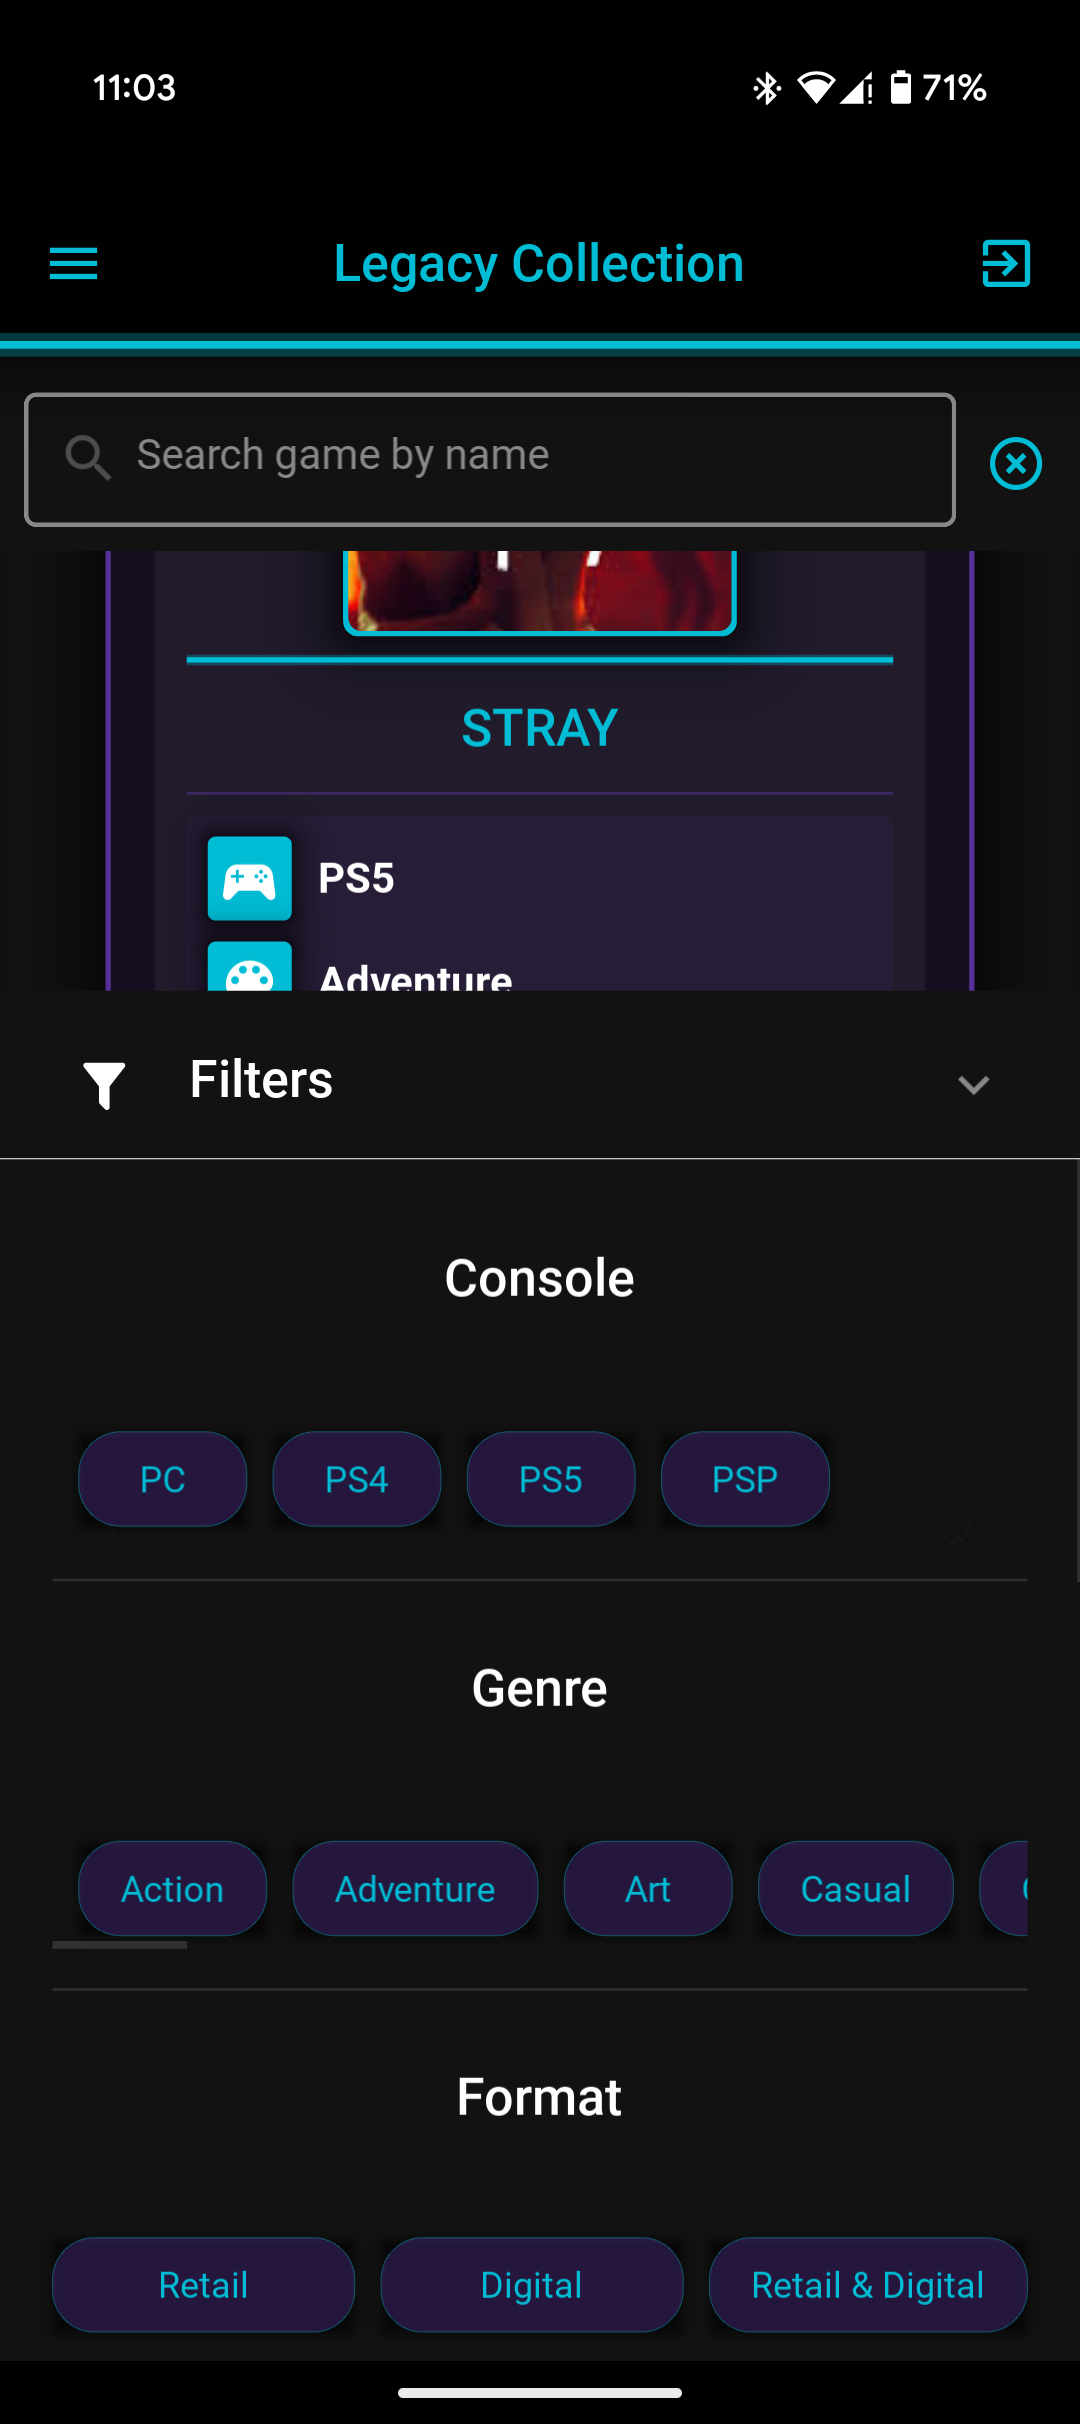 11:03
71%
Legacy Collection
Search game by name
STRAY
PS5
Adventure
Filters
Console
PC PS4 PS5 PSP
Genre
Action Adventure Art Casual
Format
Retail Digital Retail & Digital